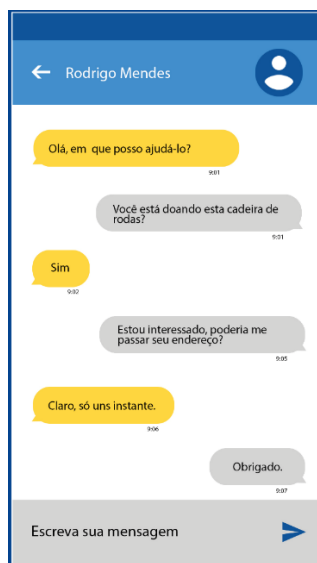 Rodrigo Mendes
Olá, em que posso ajudá-lo?
9:01
Você está doando esta cadeira de
rodas?
9:01
Sim
9:02
Estou interessado, poderia me
passar seu endereço?
9:05
Claro, só uns instante.
9:06
Obrigado.
9:07
Escreva sua mensagem